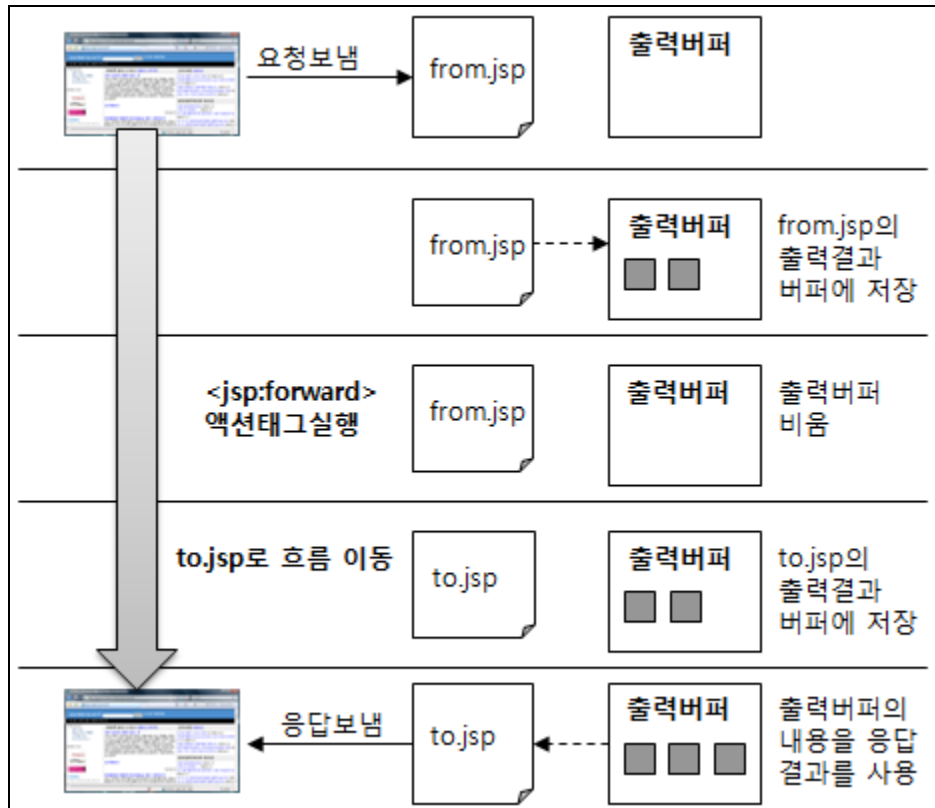 요청보냄
from.jsp
출력버퍼
from.jsp
출력버퍼
from.jsp의
출력결과
버퍼에 저장
<jsp:forward>
액션태그실행
from.jsp
출력버퍼
출력버퍼
비움
to.jsp로 흐름 이동
to.jsp
출력버퍼
to.jsp의
출력결과
버퍼에 저장
응답보냄
to.jsp
출력버퍼
출력버퍼의
내용을 응답
결과를 사용